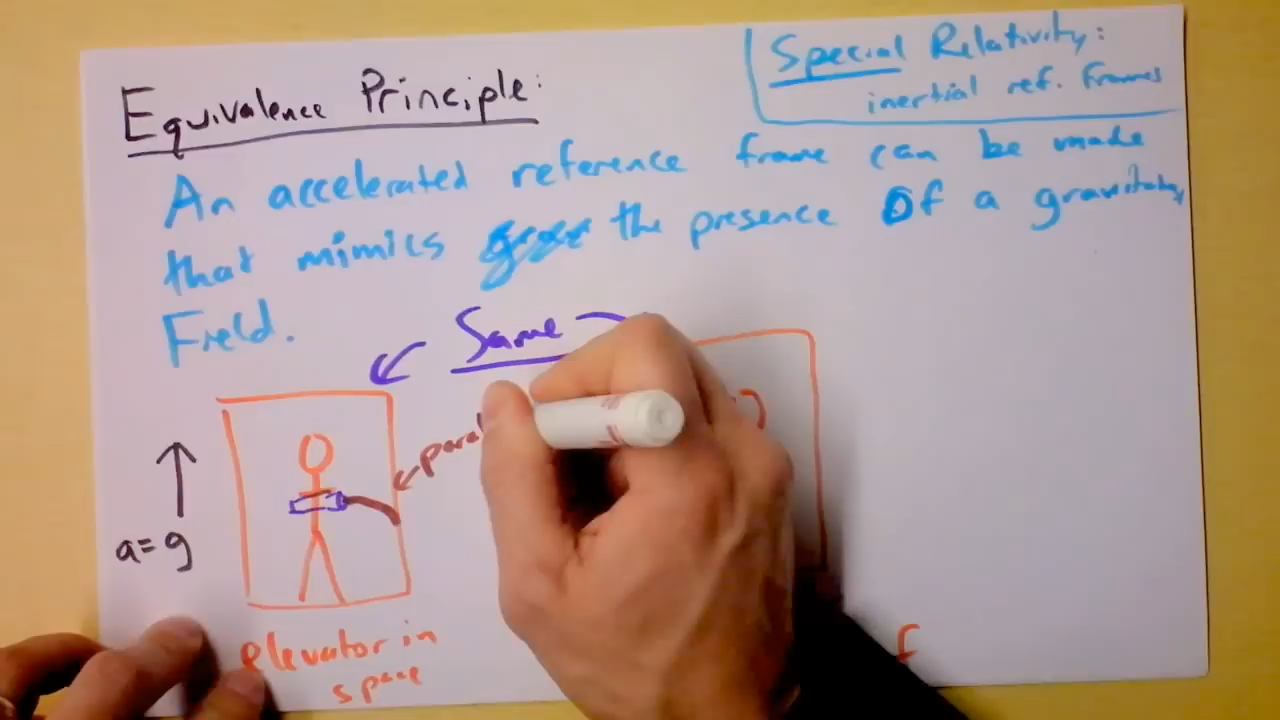 Equivalence Principle:
Special Relativity:
inertial ref. Frames
An accelerated reference frame can be made
that mimics the presence Of a gravitational
Field.
Same
a=g
elevator in
space